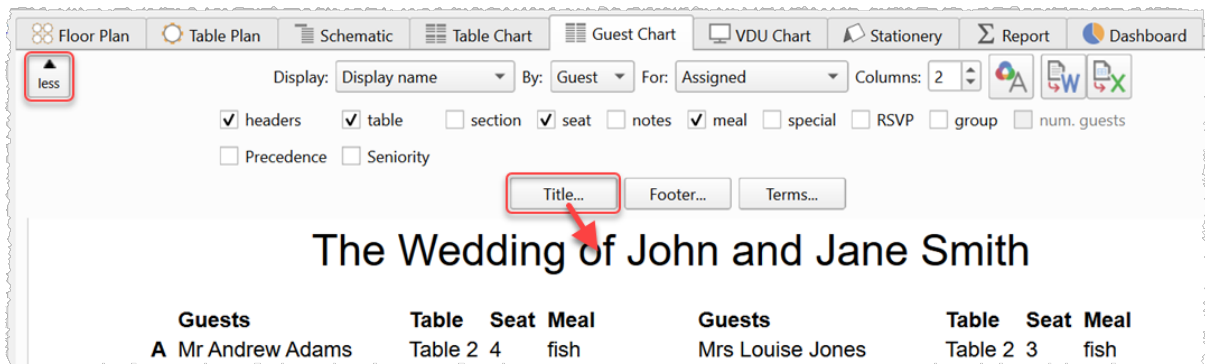 Floor Plan Table Plan Schematic Table Chart Guest Chart VDU Chart Stationery Σ Report Dashboard
less Display: Display name By: Guest For: Assigned Columns: 2 A W X
headers table section seat notes meal special RSVP group num. guests
Precedence Seniority
Title... Footer... Terms...
The Wedding of John and Jane Smith
Guests Table Seat Meal Guests Table Seat Meal
A Mr Andrew Adams Table 2 4 fish Mrs Louise Jones Table 2 3 fish